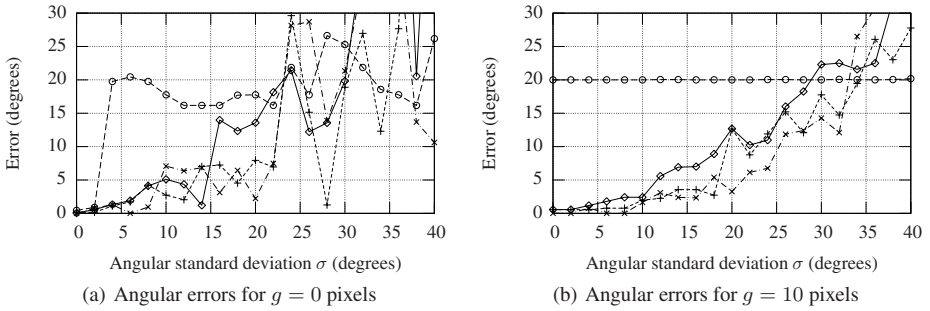 30
25
20
15
10
5
0
0 5 10 15 20 25 30 35 40
Error (degrees)
Angular standard deviation σ (degrees)
(a) Angular errors for g = 0 pixels
30
25
20
15
10
5
0
0 5 10 15 20 25 30 35 40
Error (degrees)
Angular standard deviation σ (degrees)
(b) Angular errors for g = 10 pixels